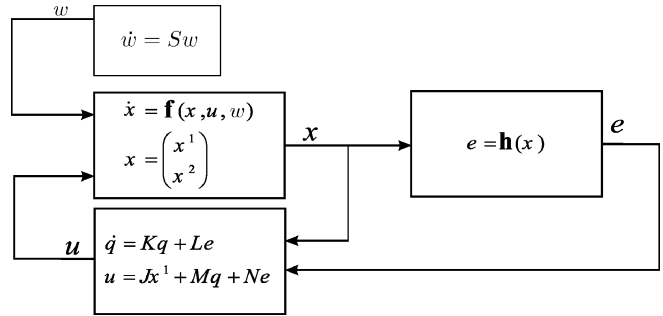 w
ẇ = Sw
ẋ = f(x,u,w)
x = (x¹
x²)
x
e = h(x)
e
u
q̇ = Kq + Le
u = Jx¹ + Mq + Ne